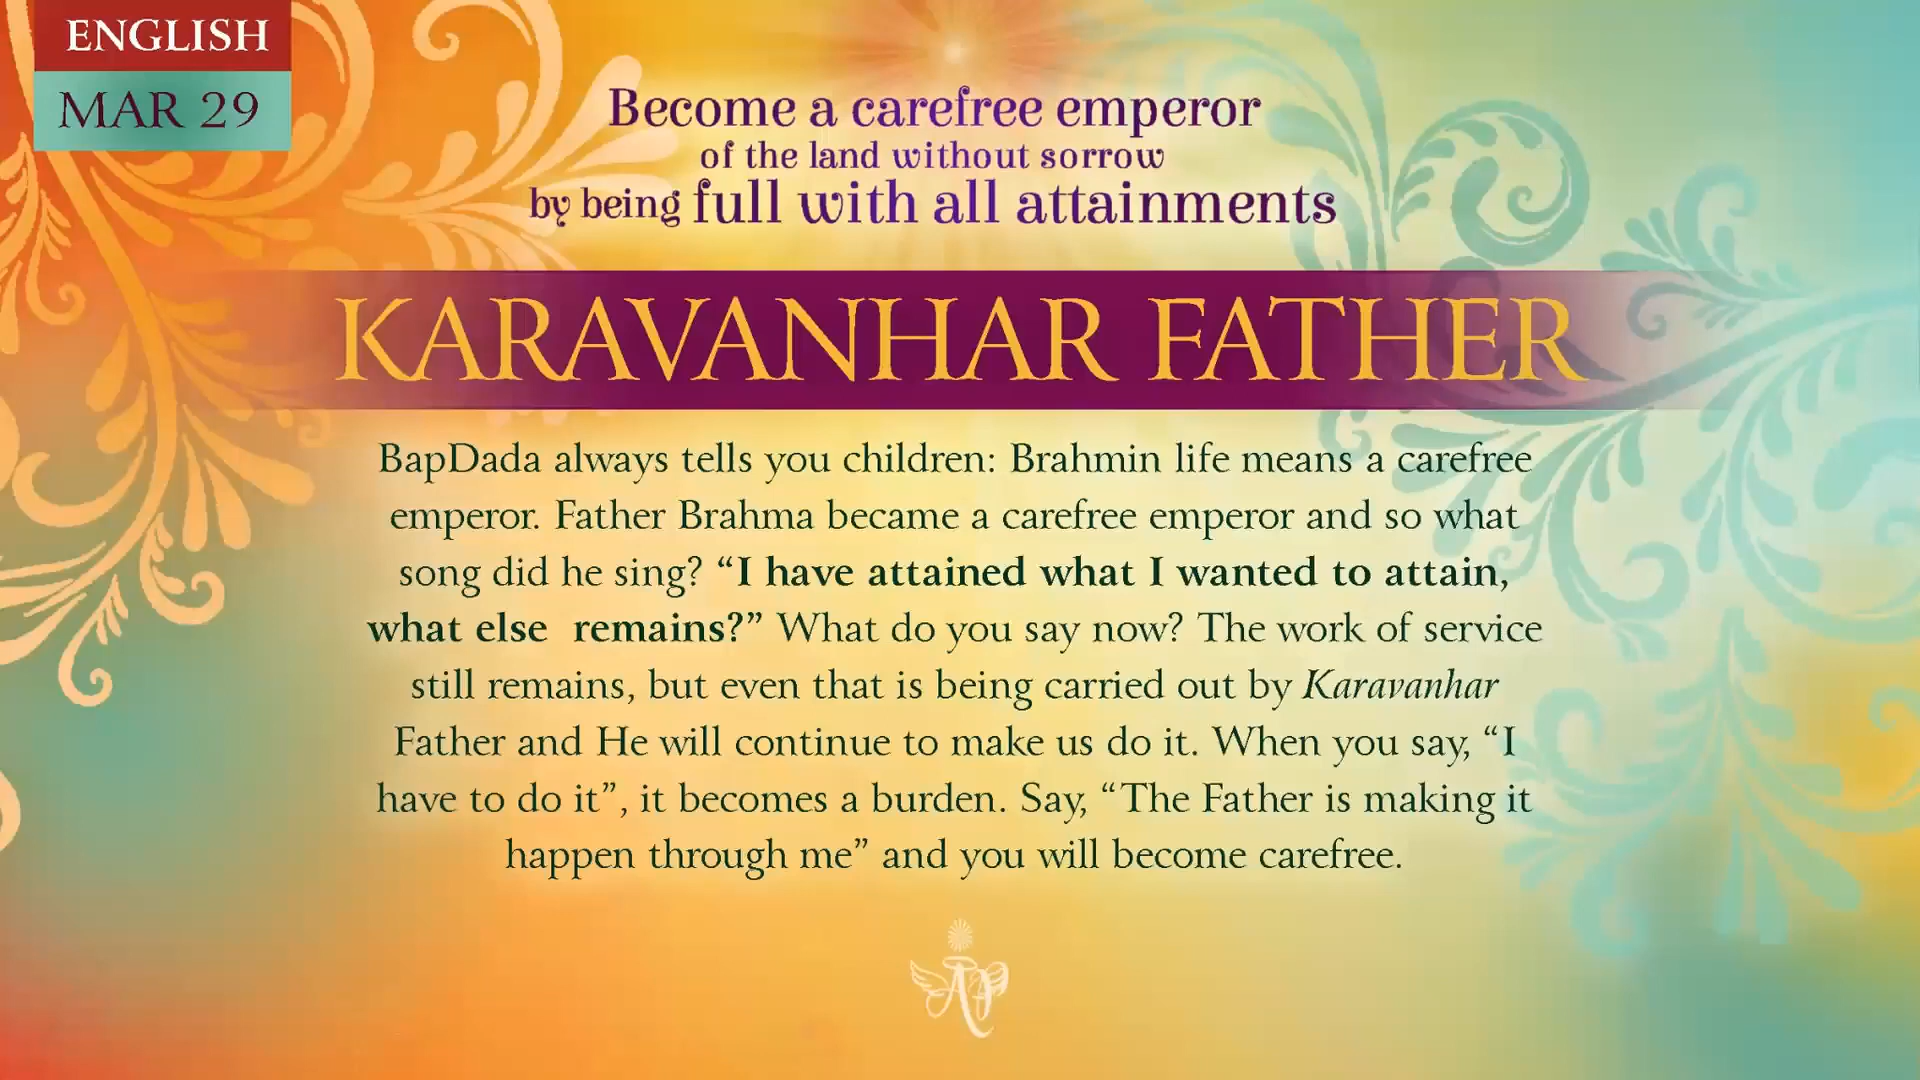 ENGLISH
MAR 29
Become a carefree emperor
of the land without sorrow
by being full with all attainments
KARAVANHAR FATHER
BapDada always tells you children: Brahmin life means a carefree
emperor. Father Brahma became a carefree emperor and so what
song did he sing? “I have attained what I wanted to attain,
what else remains?” What do you say now? The work of service
still remains, but even that is being carried out by Karavanhar
Father and He will continue to make us do it. When you say, “I
have to do it”, it becomes a burden. Say, “The Father is making it
happen through me” and you will become carefree.